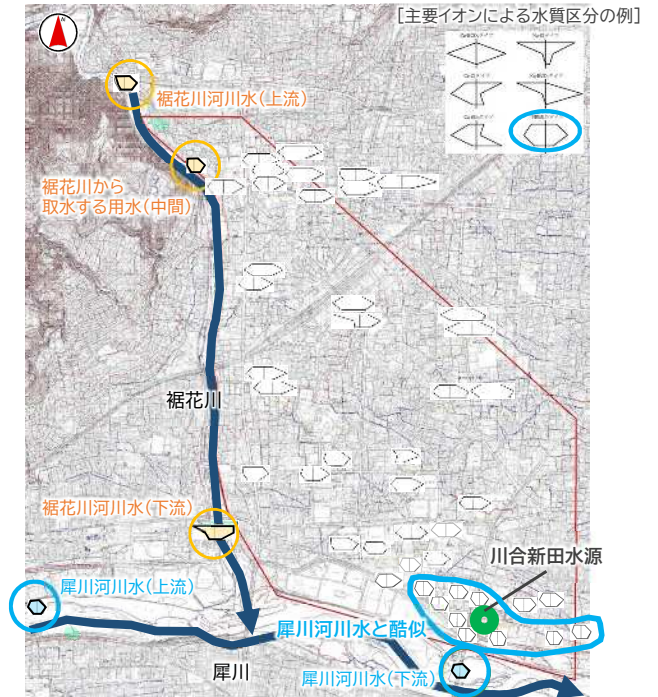 [主要イオンによる水質区分の例]
裾花川河川水(上流)
裾花川から
取水する用水(中間)
裾花川
裾花川河川水(下流)
川合新田水源
犀川河川水(上流)
犀川河川水と酷似
犀川
犀川河川水(下流)